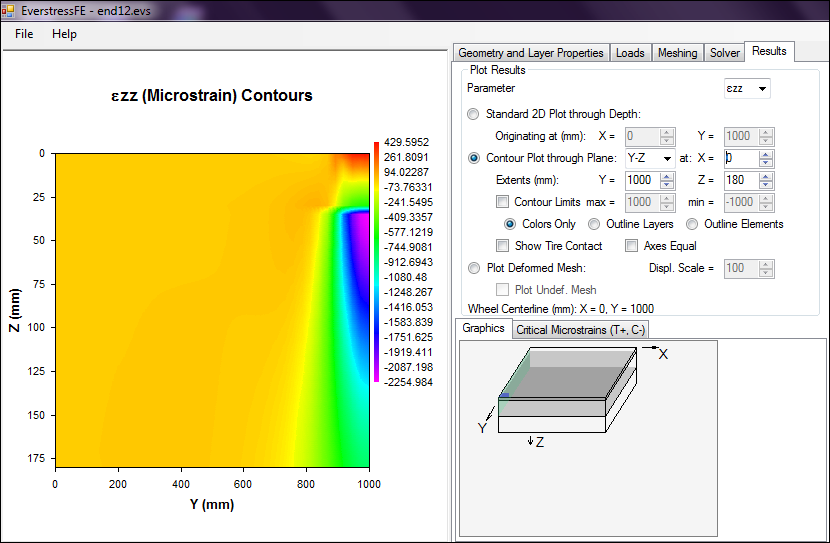 EverstressFE - end12.evs
File Help
εzz (Microstrain) Contours
0
25
50
75
100
125
150
175
Z (mm)
0 200 400 600 800 1000
Y (mm)
429.5952
261.8091
94.02287
-73.76331
-241.5495
-409.3357
-577.1219
-744.9081
-912.6943
-1080.48
-1248.267
-1416.053
-1583.839
-1751.625
-1919.411
-2087.198
-2254.984
Geometry and Layer Properties Loads Meshing Solver Results
Plot Results
Parameter εzz
Standard 2D Plot through Depth:
Originating at (mm): X = 0 Y = 1000
Contour Plot through Plane: Y-Z at: X = 0
Extents (mm): Y = 1000 Z = 180
Contour Limits max = 1000 min = -1000
Colors Only Outline Layers Outline Elements
Show Tire Contact Axes Equal
Plot Deformed Mesh: Displ. Scale = 100
Plot Undef. Mesh
Wheel Centerline (mm): X = 0, Y = 1000
Graphics Critical Microstrains (T+, C-)
X
Y
Z